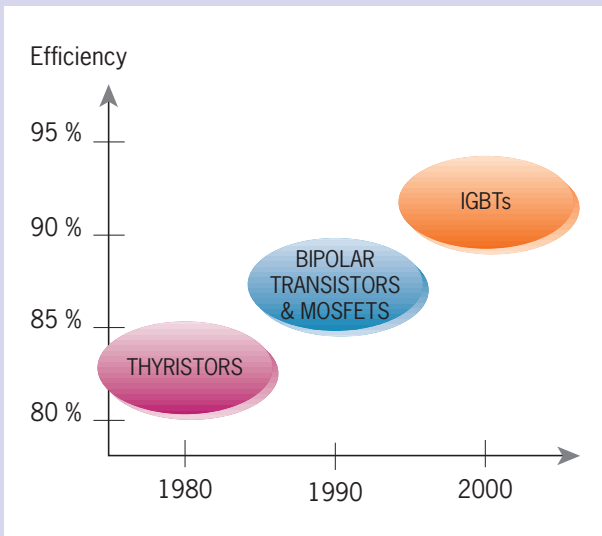 Efficiency
95 %
90 %
85 %
80 %
IGBTs
BIPOLAR
TRANSISTORS
& MOSFETS
THYRISTORS
1980
1990
2000